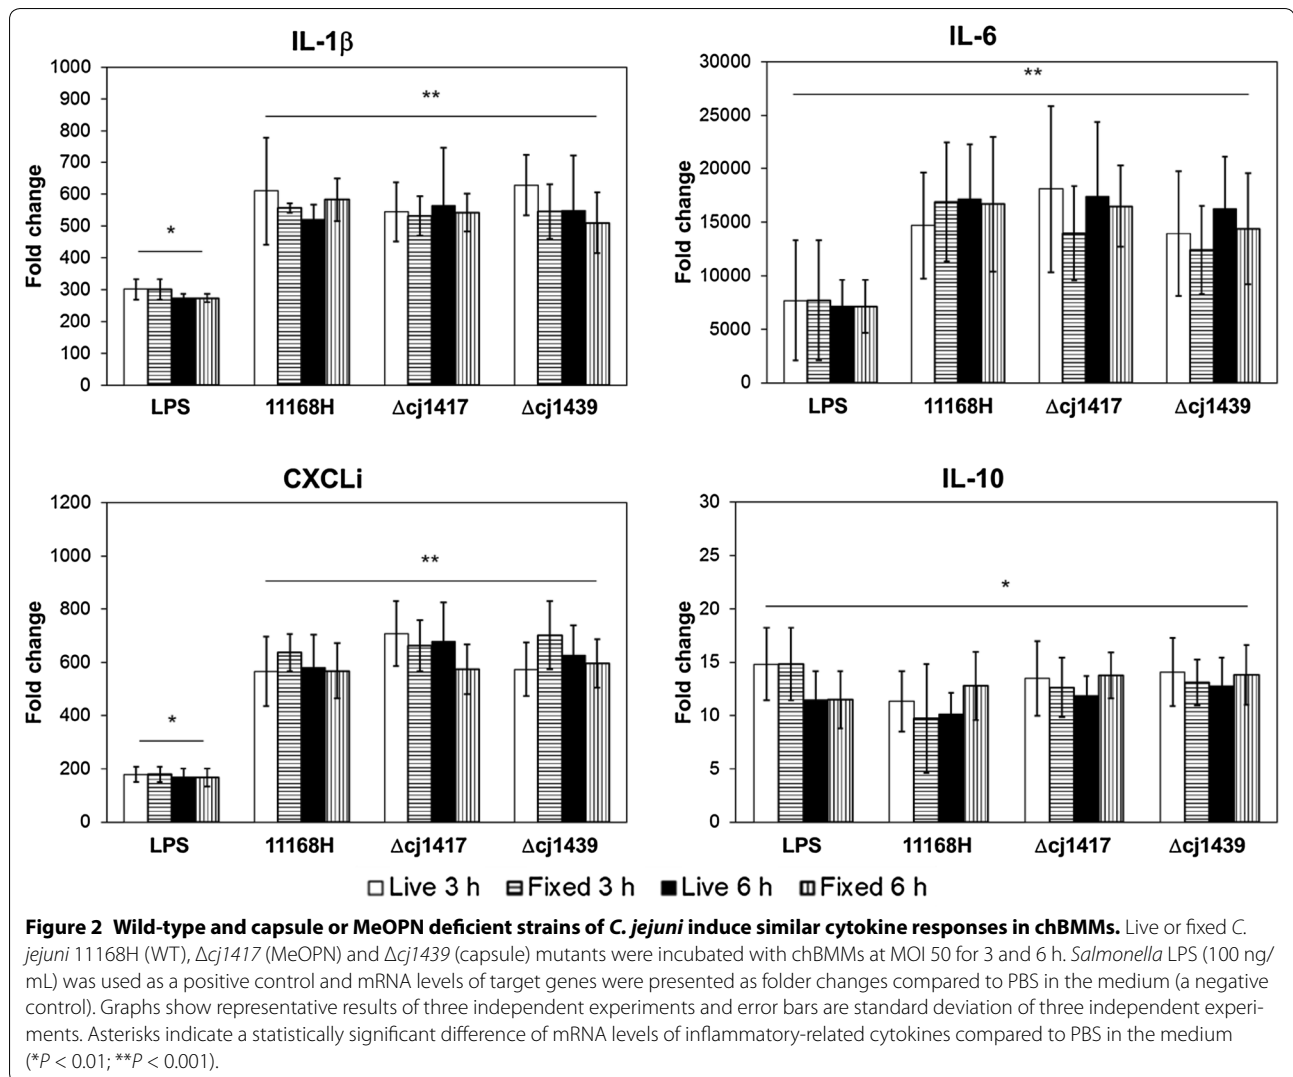 IL-1β
1000
900
800
700
600
500
400
300
200
100
0
Fold change
*
**
LPS 11168H Δcj1417 Δcj1439
IL-6
30000
25000
20000
15000
10000
5000
0
Fold change
**
LPS 11168H Δcj1417 Δcj1439
CXCLi
1200
1000
800
600
400
200
0
Fold change
*
**
LPS 11168H Δcj1417 Δcj1439
IL-10
30
25
20
15
10
5
0
Fold change
*
LPS 11168H Δcj1417 Δcj1439
Live 3 h Fixed 3 h Live 6 h Fixed 6 h
Figure 2 Wild-type and capsule or MeOPN deficient strains of C. jejuni induce similar cytokine responses in chBMMs. Live or fixed C.
jejuni 11168H (WT), Δcj1417 (MeOPN) and Δcj1439 (capsule) mutants were incubated with chBMMs at MOI 50 for 3 and 6 h. Salmonella LPS (100 ng/
mL) was used as a positive control and mRNA levels of target genes were presented as folder changes compared to PBS in the medium (a negative
control). Graphs show representative results of three independent experiments and error bars are standard deviation of three independent experi-
ments. Asterisks indicate a statistically significant difference of mRNA levels of inflammatory-related cytokines compared to PBS in the medium
(*P < 0.01; **P < 0.001).